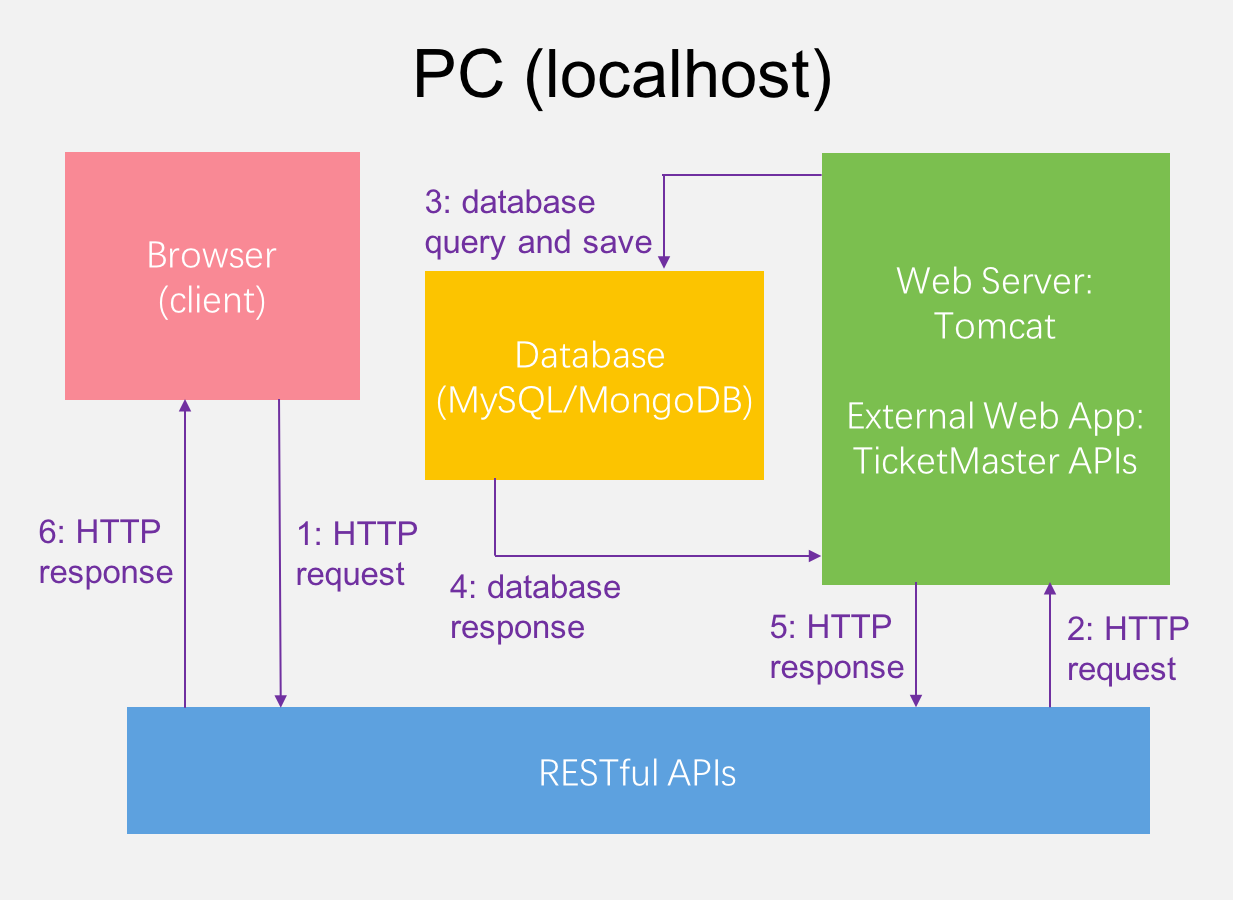 PC (localhost)
Browser
(client)
3: database
query and save
Database
(MySQL/MongoDB)
Web Server:
Tomcat
External Web App:
TicketMaster APIs
6: HTTP
response
1: HTTP
request
4: database
response
5: HTTP
response
2: HTTP
request
RESTful APIs